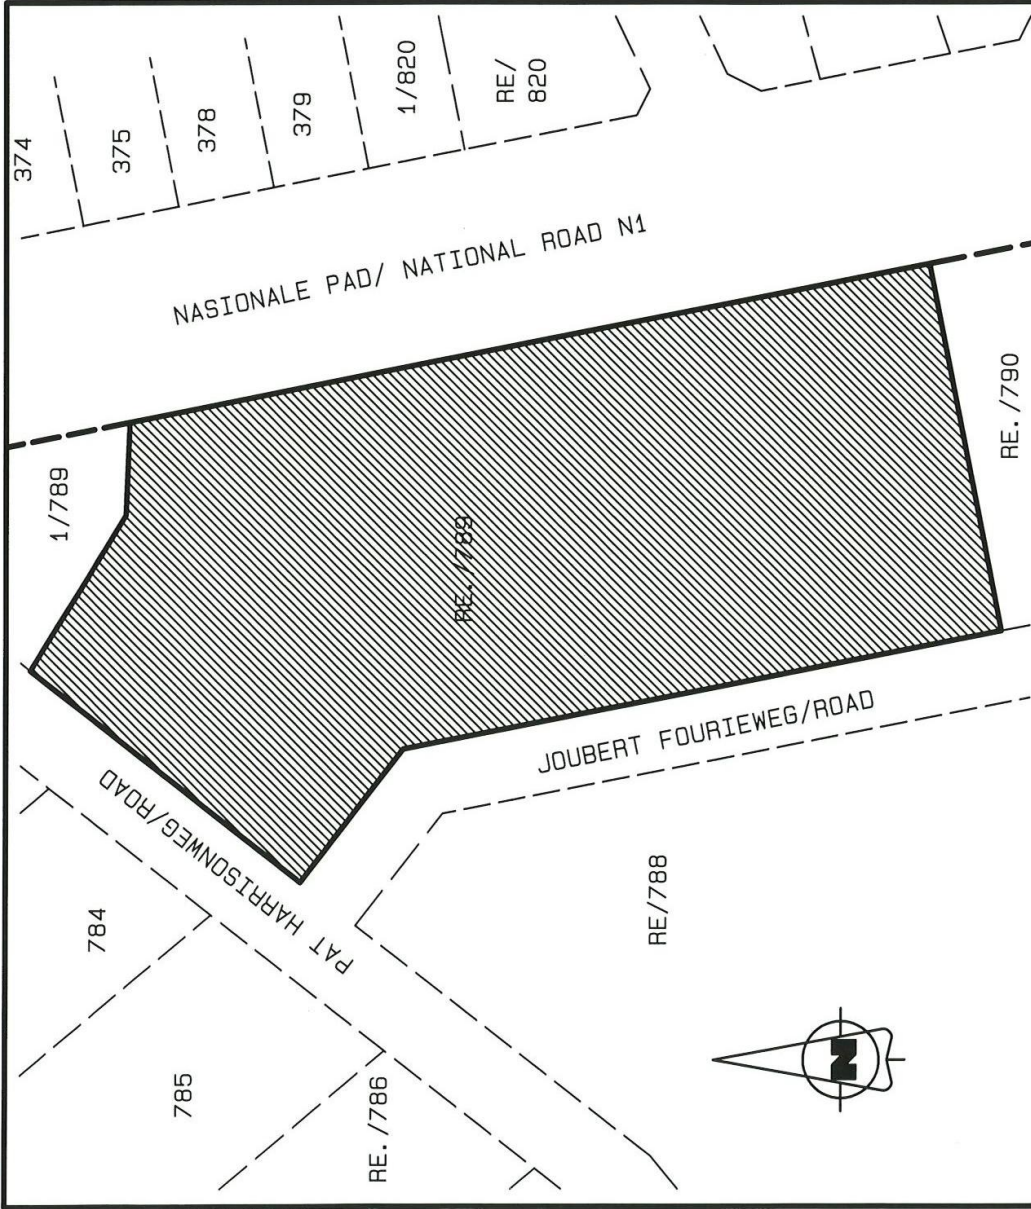 374
375
378
379
1/820
RE/
820
NASIONALE PAD/ NATIONAL ROAD N1
1/789
RE./789
RE./790
JOUBERT FOURIEWEG/ROAD
PAT HARRISONWEG/ROAD
784
785
RE./786
RE/788
N